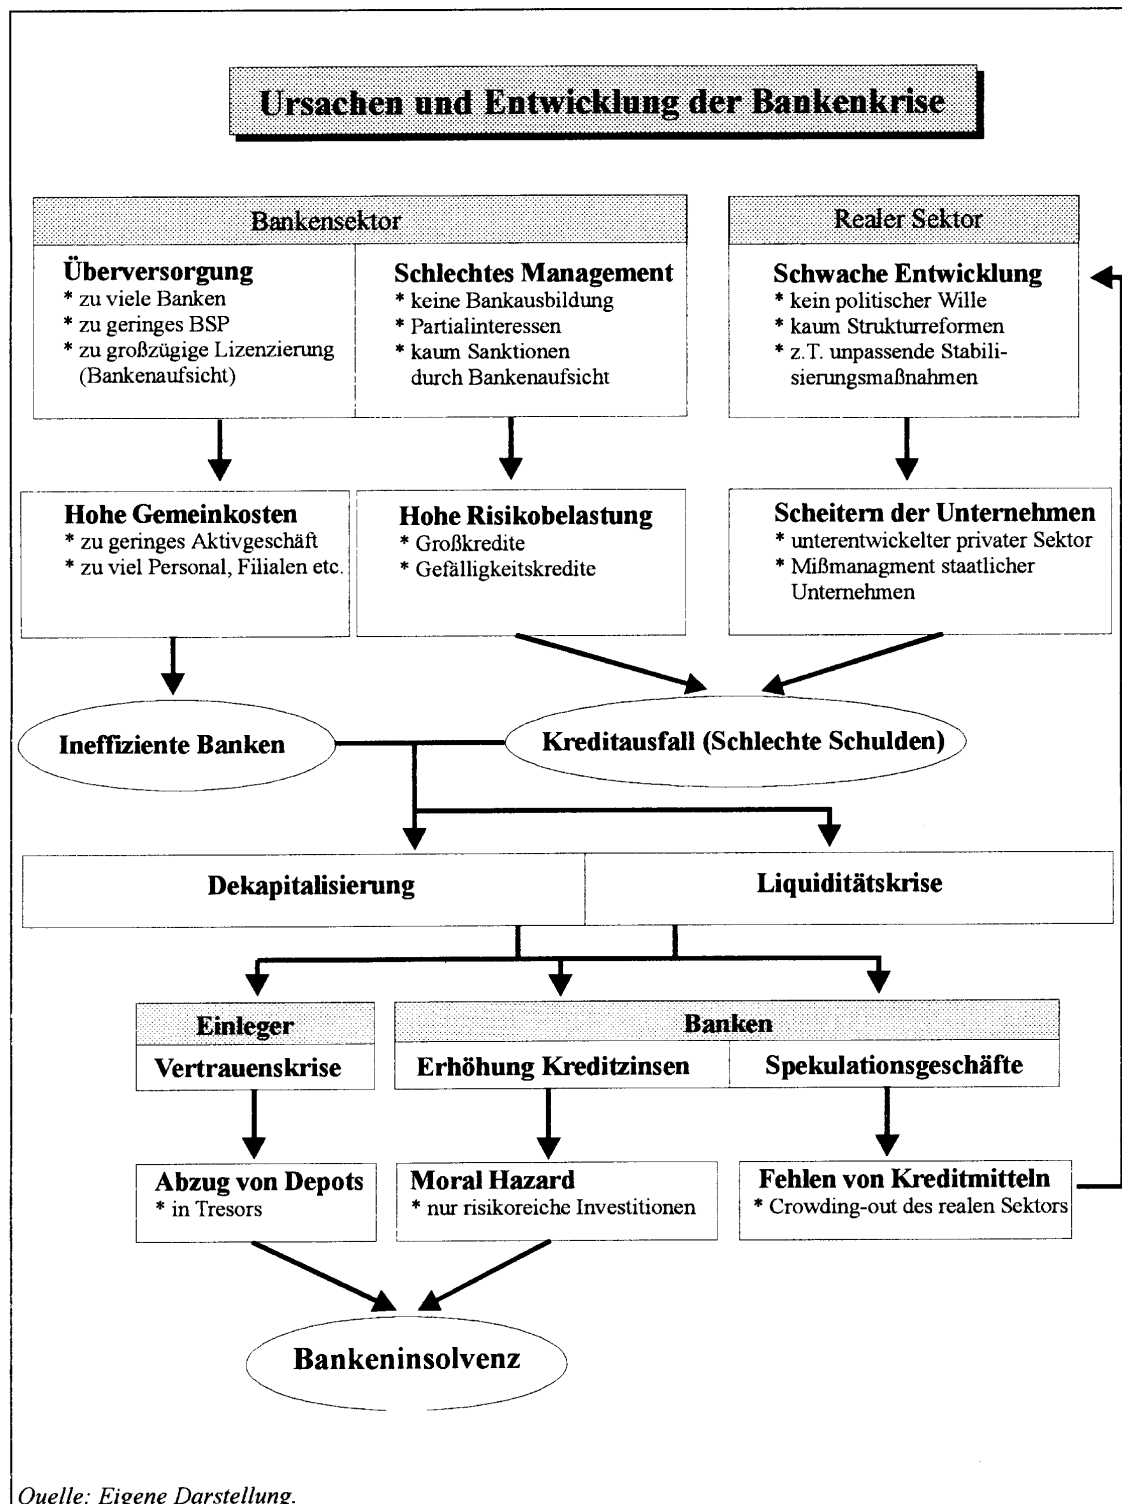 Ursachen und Entwicklung der Bankenkrise
Bankensektor
Überversorgung
* zu viele Banken
* zu geringes BSP
* zu großzügige Lizenzierung
(Bankenaufsicht)
Schlechtes Management
* keine Bankausbildung
* Partialinteressen
* kaum Sanktionen
durch Bankenaufsicht
Realer Sektor
Schwache Entwicklung
* kein politischer Wille
* kaum Strukturreformen
* z.T. unpassende Stabili-
sierungsmaßnahmen
Hohe Gemeinkosten
* zu geringes Aktivgeschäft
* zu viel Personal, Filialen etc.
Hohe Risikobelastung
* Großkredite
* Gefälligkeitskredite
Scheitern der Unternehmen
* unterentwickelter privater Sektor
* Mißmanagment staatlicher
Unternehmen
Ineffiziente Banken
Kreditausfall (Schlechte Schulden)
Dekapitalisierung
Liquiditätskrise
Einleger
Vertrauenskrise
Banken
Erhöhung Kreditzinsen
Spekulationsgeschäfte
Abzug von Depots
* in Tresors
Moral Hazard
* nur risikoreiche Investitionen
Fehlen von Kreditmitteln
* Crowding-out des realen Sektors
Bankeninsolvenz
Quelle: Eigene Darstellung.